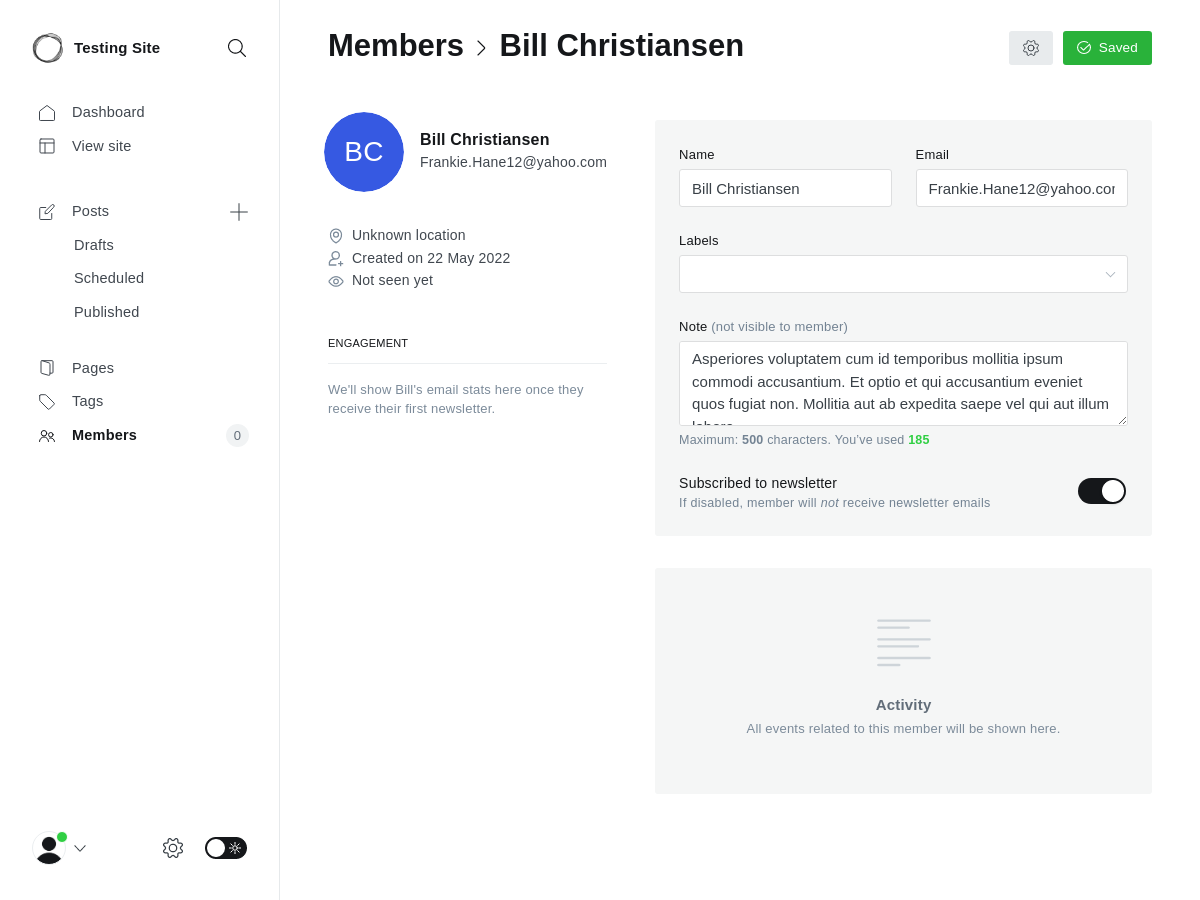 Testing Site
Dashboard
View site
Posts
Drafts
Scheduled
Published
Pages
Tags
Members
0
Members
Bill Christiansen
Saved
BC
Bill Christiansen
Frankie.Hane12@yahoo.com
Unknown location
Created on 22 May 2022
Not seen yet
ENGAGEMENT
We'll show Bill's email stats here once they
receive their first newsletter.
Name
Email
Bill Christiansen
Frankie.Hane12@yahoo.com
Labels
Note (not visible to member)
Asperiores voluptatem cum id temporibus mollitia ipsum
commodi accusantium. Et optio et qui accusantium eveniet
quos fugiat non. Mollitia aut ab expedita saepe vel qui aut illum
Maximum: 500 characters. You've used 185
Subscribed to newsletter
If disabled, member will not receive newsletter emails
Activity
All events related to this member will be shown here.